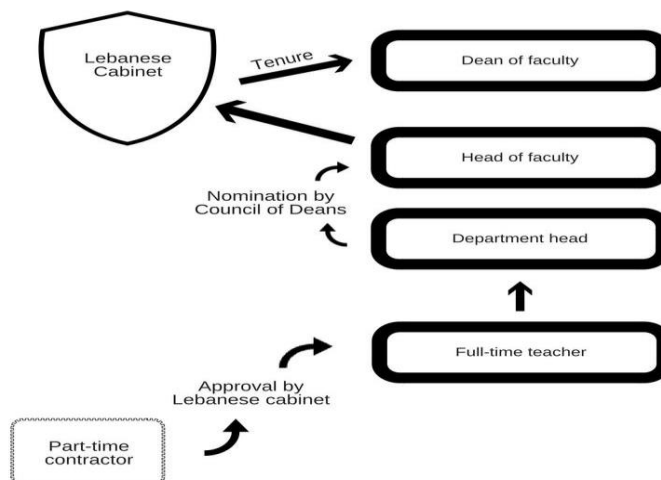 Lebanese
Cabinet
Tenure
Dean of faculty
Head of faculty
Nomination by
Council of Deans
Department head
Full-time teacher
Approval by
Lebanese cabinet
Part-time
contractor